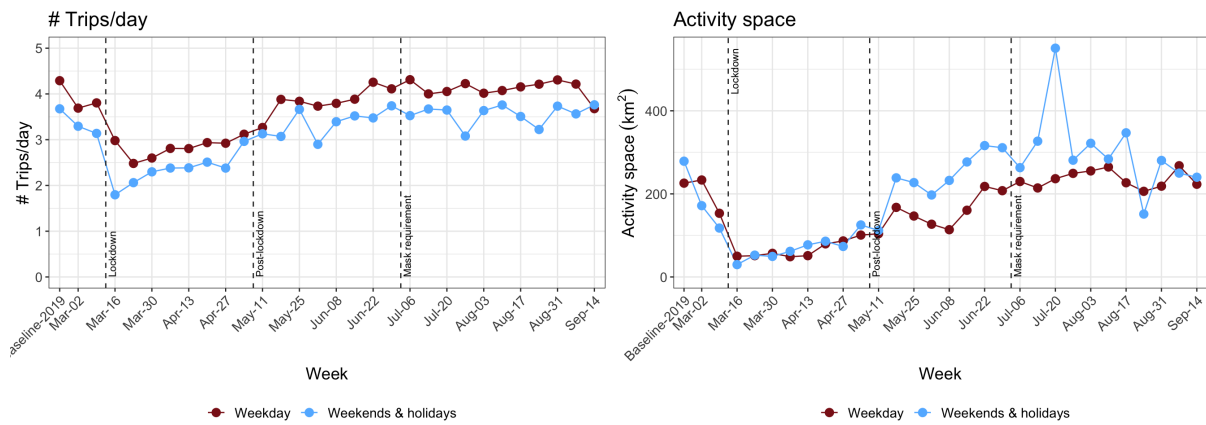 # Trips/day
# Trips/day
5
4
3
2
1
0
Lockdown
Post-lockdown
Mask requirement
aseline-2019
Mar-02
Mar-16
Mar-30
Apr-13
Apr-27
May-11
May-25
Jun-08
Jun-22
Jul-06
Jul-20
Aug-03
Aug-17
Aug-31
Sep-14
Week
Weekday Weekends & holidays
Activity space
Activity space (km²)
400
200
0
Lockdown
Post-lockdown
Mask requirement
Baseline-2019
Mar-02
Mar-16
Mar-30
Apr-13
Apr-27
May-11
May-25
Jun-08
Jun-22
Jul-06
Jul-20
Aug-03
Aug-17
Aug-31
Sep-14
Week
Weekday Weekends & holidays